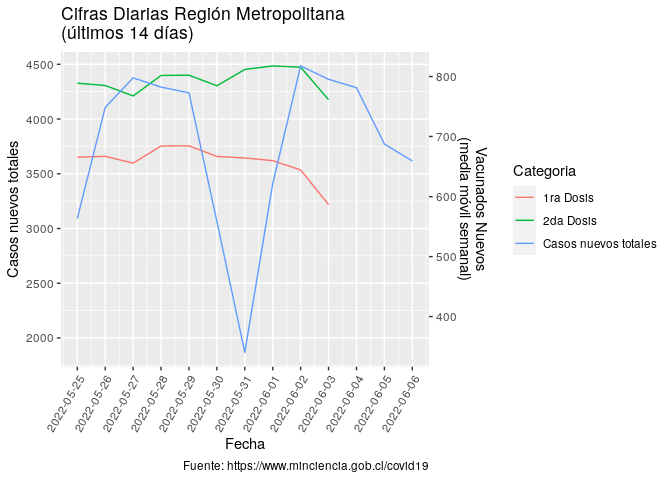 Cifras Diarias Región Metropolitana
(últimos 14 días)
4500
4000
3500
3000
2500
2000
Casos nuevos totales
800
700
600
500
400
Vacunados Nuevos
(media móvil semanal)
2022-05-25
2022-05-26
2022-05-27
2022-05-28
2022-05-29
2022-05-30
2022-05-31
2022-06-01
2022-06-02
2022-06-03
2022-06-04
2022-06-05
2022-06-06
Fecha
Categoria
1ra Dosis
2da Dosis
Casos nuevos totales
Fuente: https://www.minciencia.gob.cl/covid19